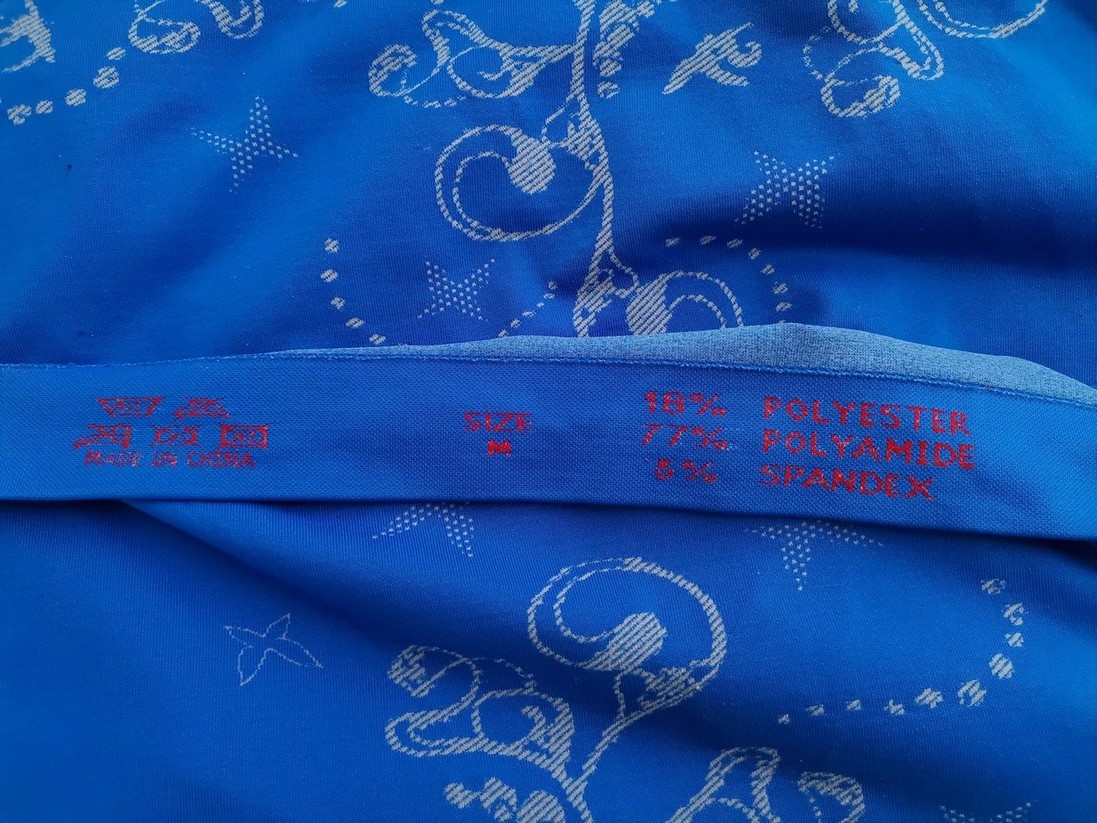 MADE IN CHINA
SIZE
M
18% POLYESTER
77% POLYAMIDE
5% SPANDEX